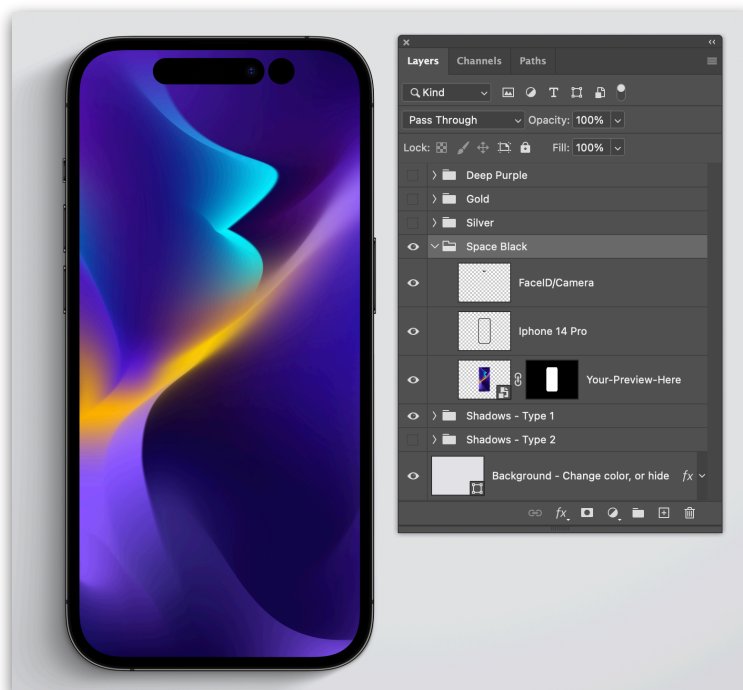 Layers Channels Paths
Kind
Pass Through Opacity: 100%
Lock: Fill: 100%
Deep Purple
Gold
Silver
Space Black
FaceID/Camera
Iphone 14 Pro
Your-Preview-Here
Shadows - Type 1
Shadows - Type 2
Background - Change color, or hide fx
fx